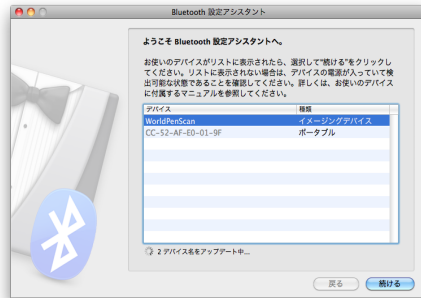 Bluetooth 設定アシスタント
ようこそ Bluetooth 設定アシスタントへ。
お使いのデバイスがリストに表示されたら、選択して"続ける"をクリックし
てください。リストに表示されない場合は、デバイスの電源が入っていて検
出可能な状態であることを確認してください。詳しくは、お使いのデバイス
に付属するマニュアルを参照してください。
デバイス 種類
WorldPenScan イメージングデバイス
CC-52-AF-E0-01-9F ポータブル
2 デバイス名をアップデート中...
戻る 続ける